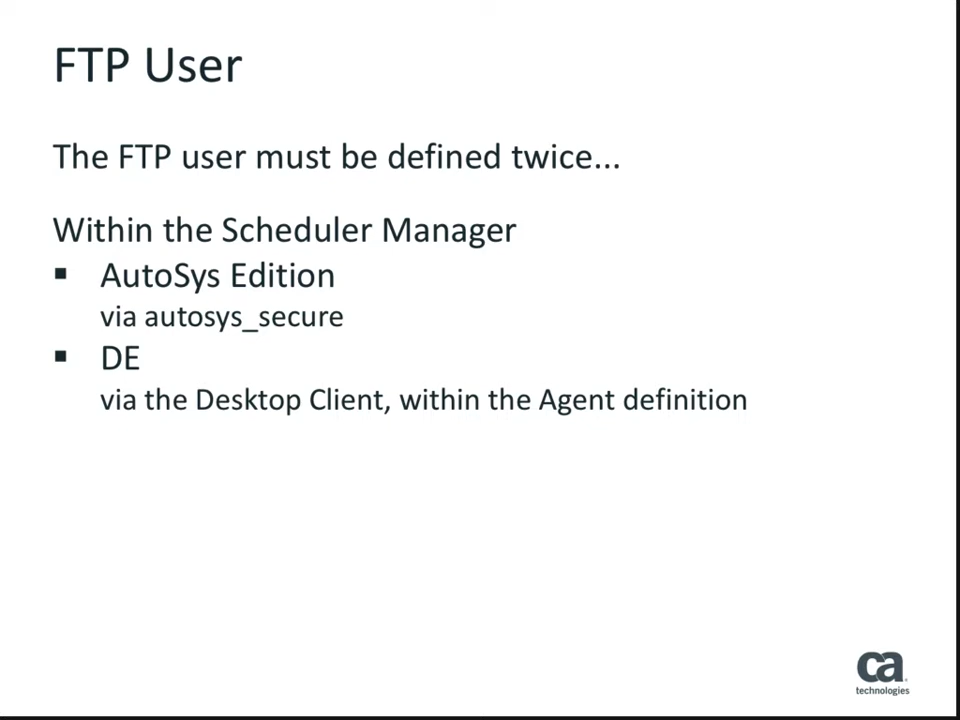 FTP User
The FTP user must be defined twice...
Within the Scheduler Manager
▪ AutoSys Edition
via autosys_secure
▪ DE
via the Desktop Client, within the Agent definition
ca
technologies